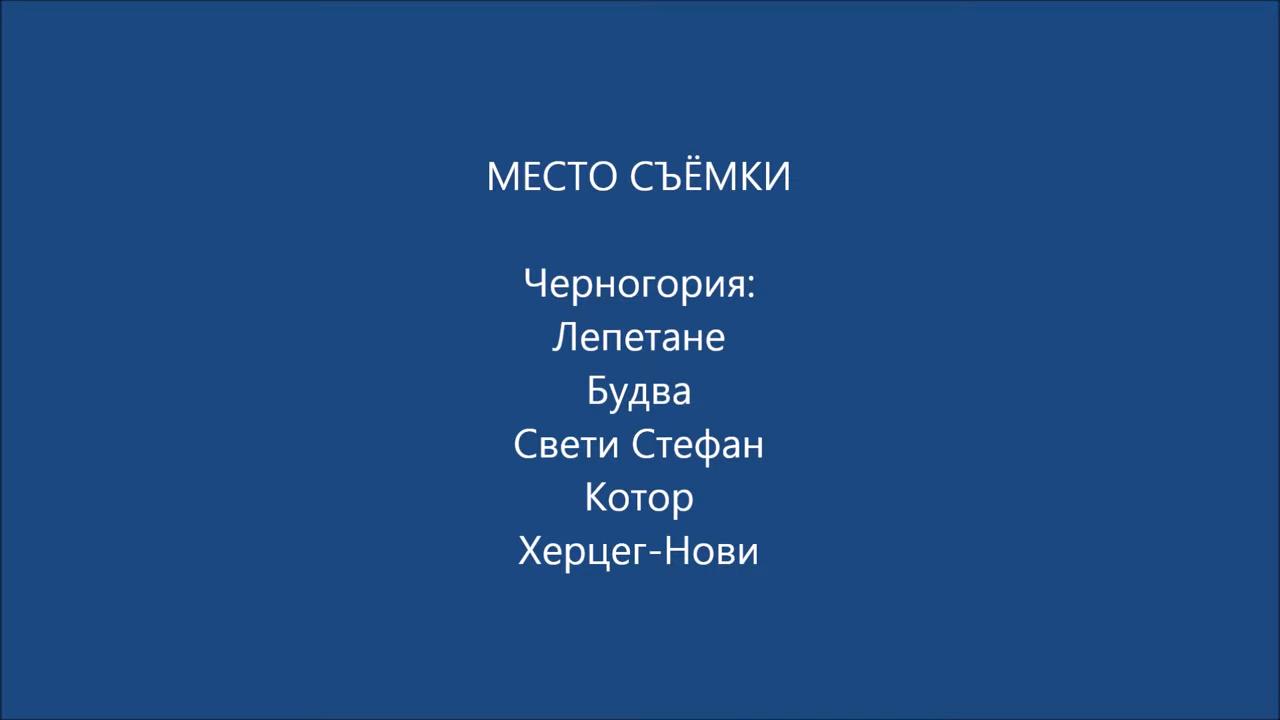 МЕСТО СЪЁМКИ
Черногория:
Лепетане
Будва
Свети Стефан
Котор
Херцег-Нови